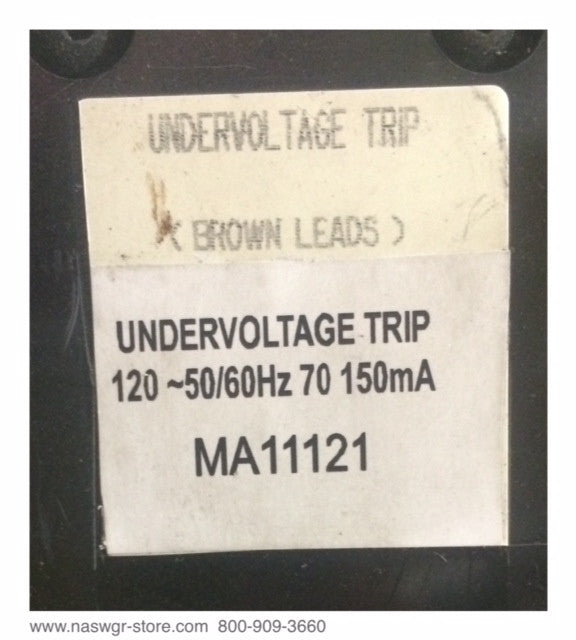 UNDERVOLTAGE TRIP
( BROWN LEADS )
UNDERVOLTAGE TRIP
120 ~50/60Hz 70 150mA
MA11121
www.naswgr-store.com 800-909-3660